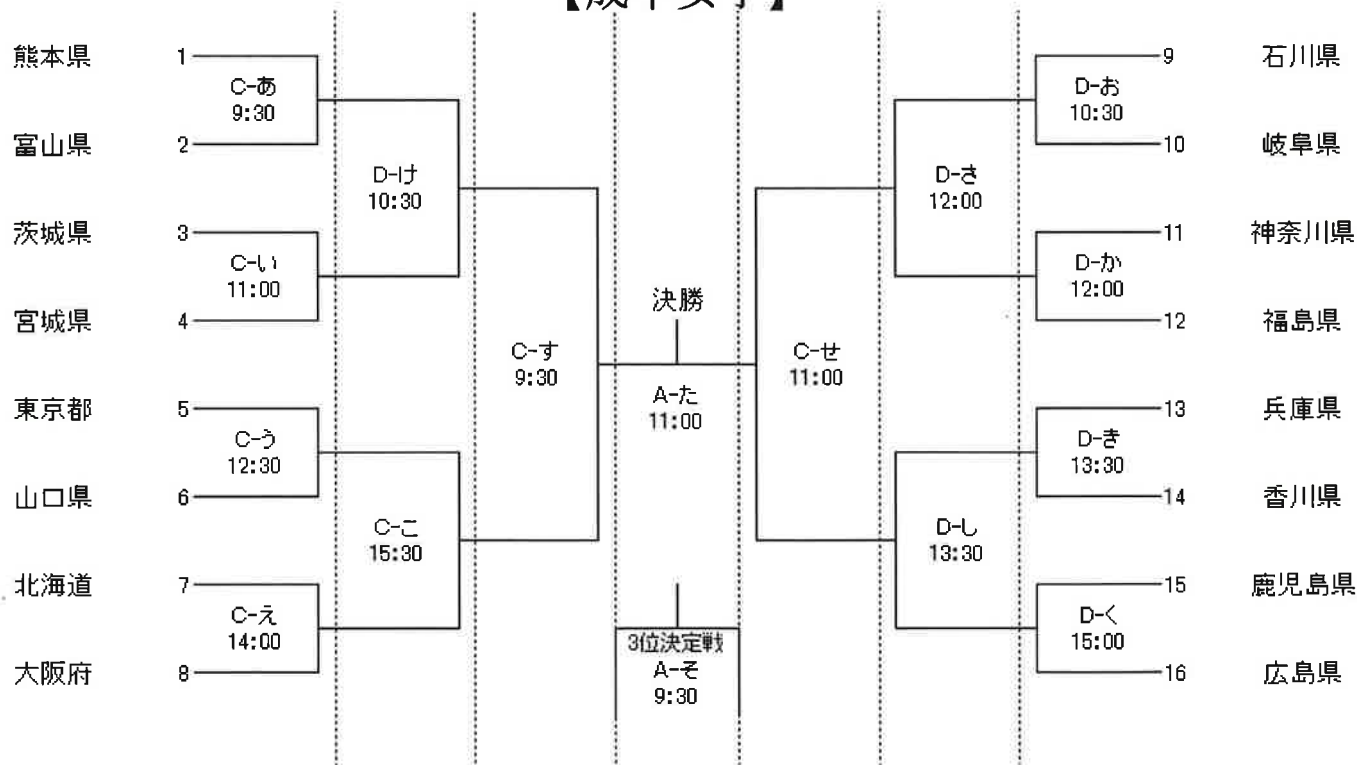 熊本県 1
C-あ
9:30
富山県 2
茨城県 3
C-い
11:00
宮城県 4
東京都 5
C-う
12:30
山口県 6
北海道 7
C-え
14:00
大阪府 8
D-け
10:30
C-こ
15:30
C-す
9:30
決勝
A-た
11:00
3位決定戦
A-そ
9:30
C-せ
11:00
D-さ
12:00
D-し
13:30
9 石川県
D-お
10:30
10 岐阜県
11 神奈川県
D-か
12:00
12 福島県
13 兵庫県
D-き
13:30
14 香川県
15 鹿児島県
D-く
15:00
16 広島県